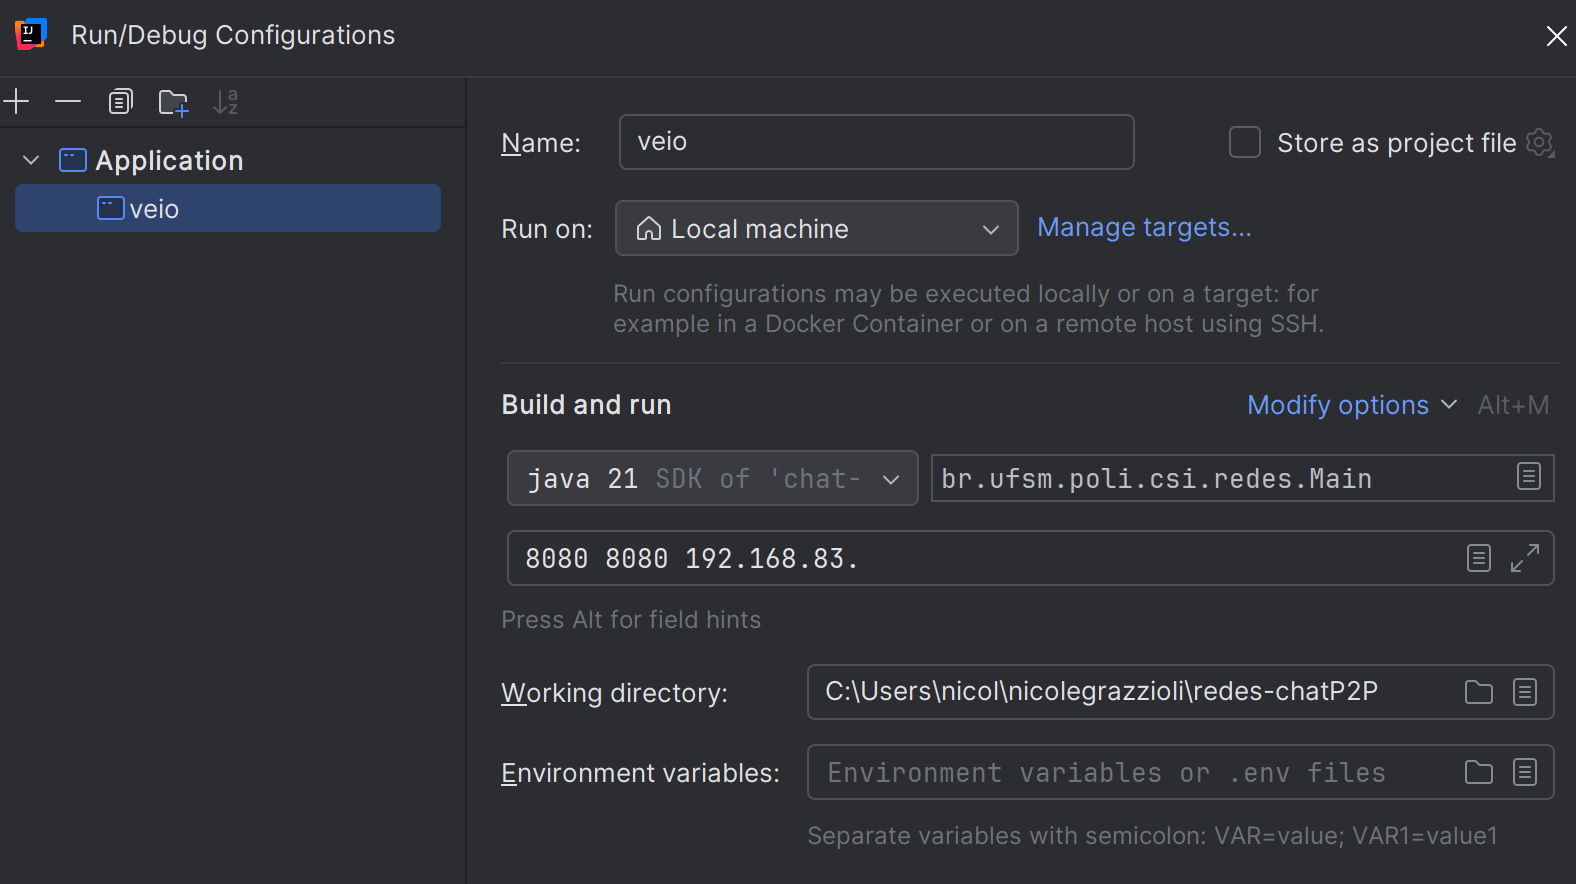 IJ
Run/Debug Configurations
Application
veio
Name: veio
Store as project file
Run on: Local machine Manage targets...
Run configurations may be executed locally or on a target: for
example in a Docker Container or on a remote host using SSH.
Build and run
Modify options Alt+M
java 21 SDK of 'chat-
br.ufsm.poli.csi.redes.Main
8080 8080 192.168.83.
Press Alt for field hints
Working directory: C:\Users\nicol\nicolegrazzioli\redes-chatP2P
Environment variables: Environment variables or .env files
Separate variables with semicolon: VAR=value; VAR1=value1